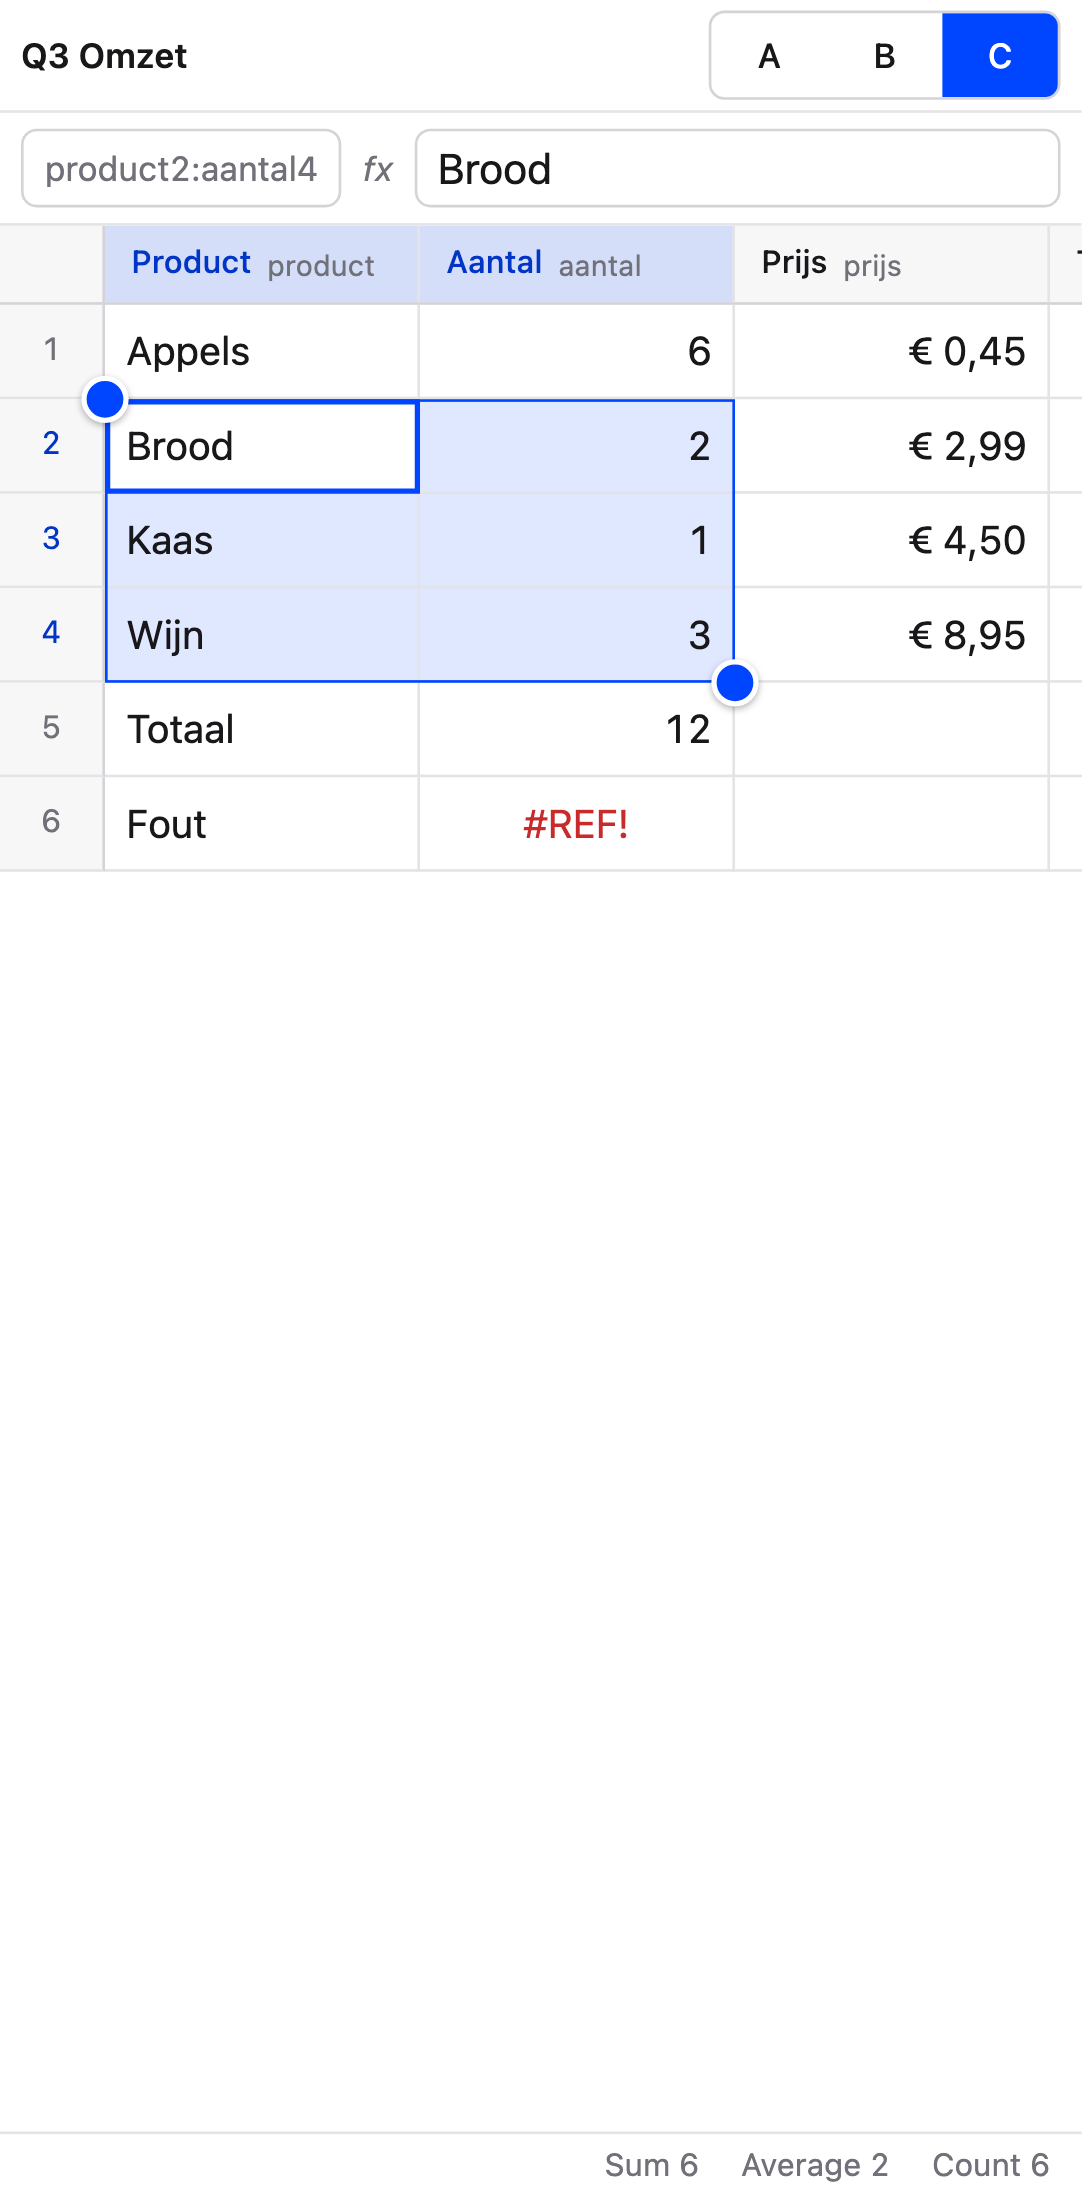 Q3 Omzet A B C
product2:aantal4 fx Brood
Product product Aantal aantal Prijs prijs
1 Appels 6 € 0,45
2 Brood 2 € 2,99
3 Kaas 1 € 4,50
4 Wijn 3 € 8,95
5 Totaal 12
6 Fout #REF!
Sum 6 Average 2 Count 6